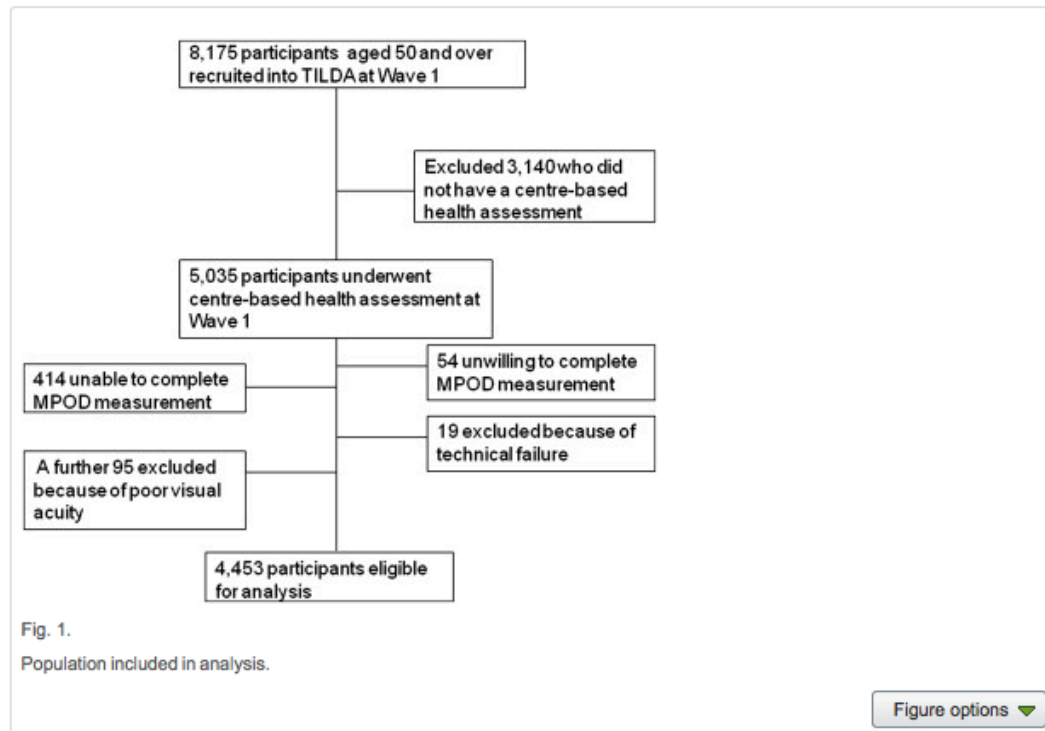 8,175 participants aged 50 and over
recruited into TILDA at Wave 1
Excluded 3,140 who did
not have a centre-based
health assessment
5,035 participants underwent
centre-based health assessment at
Wave 1
54 unwilling to complete
MPOD measurement
414 unable to complete
MPOD measurement
19 excluded because of
technical failure
A further 95 excluded
because of poor visual
acuity
4,453 participants eligible
for analysis
Fig. 1.
Population included in analysis.
Figure options